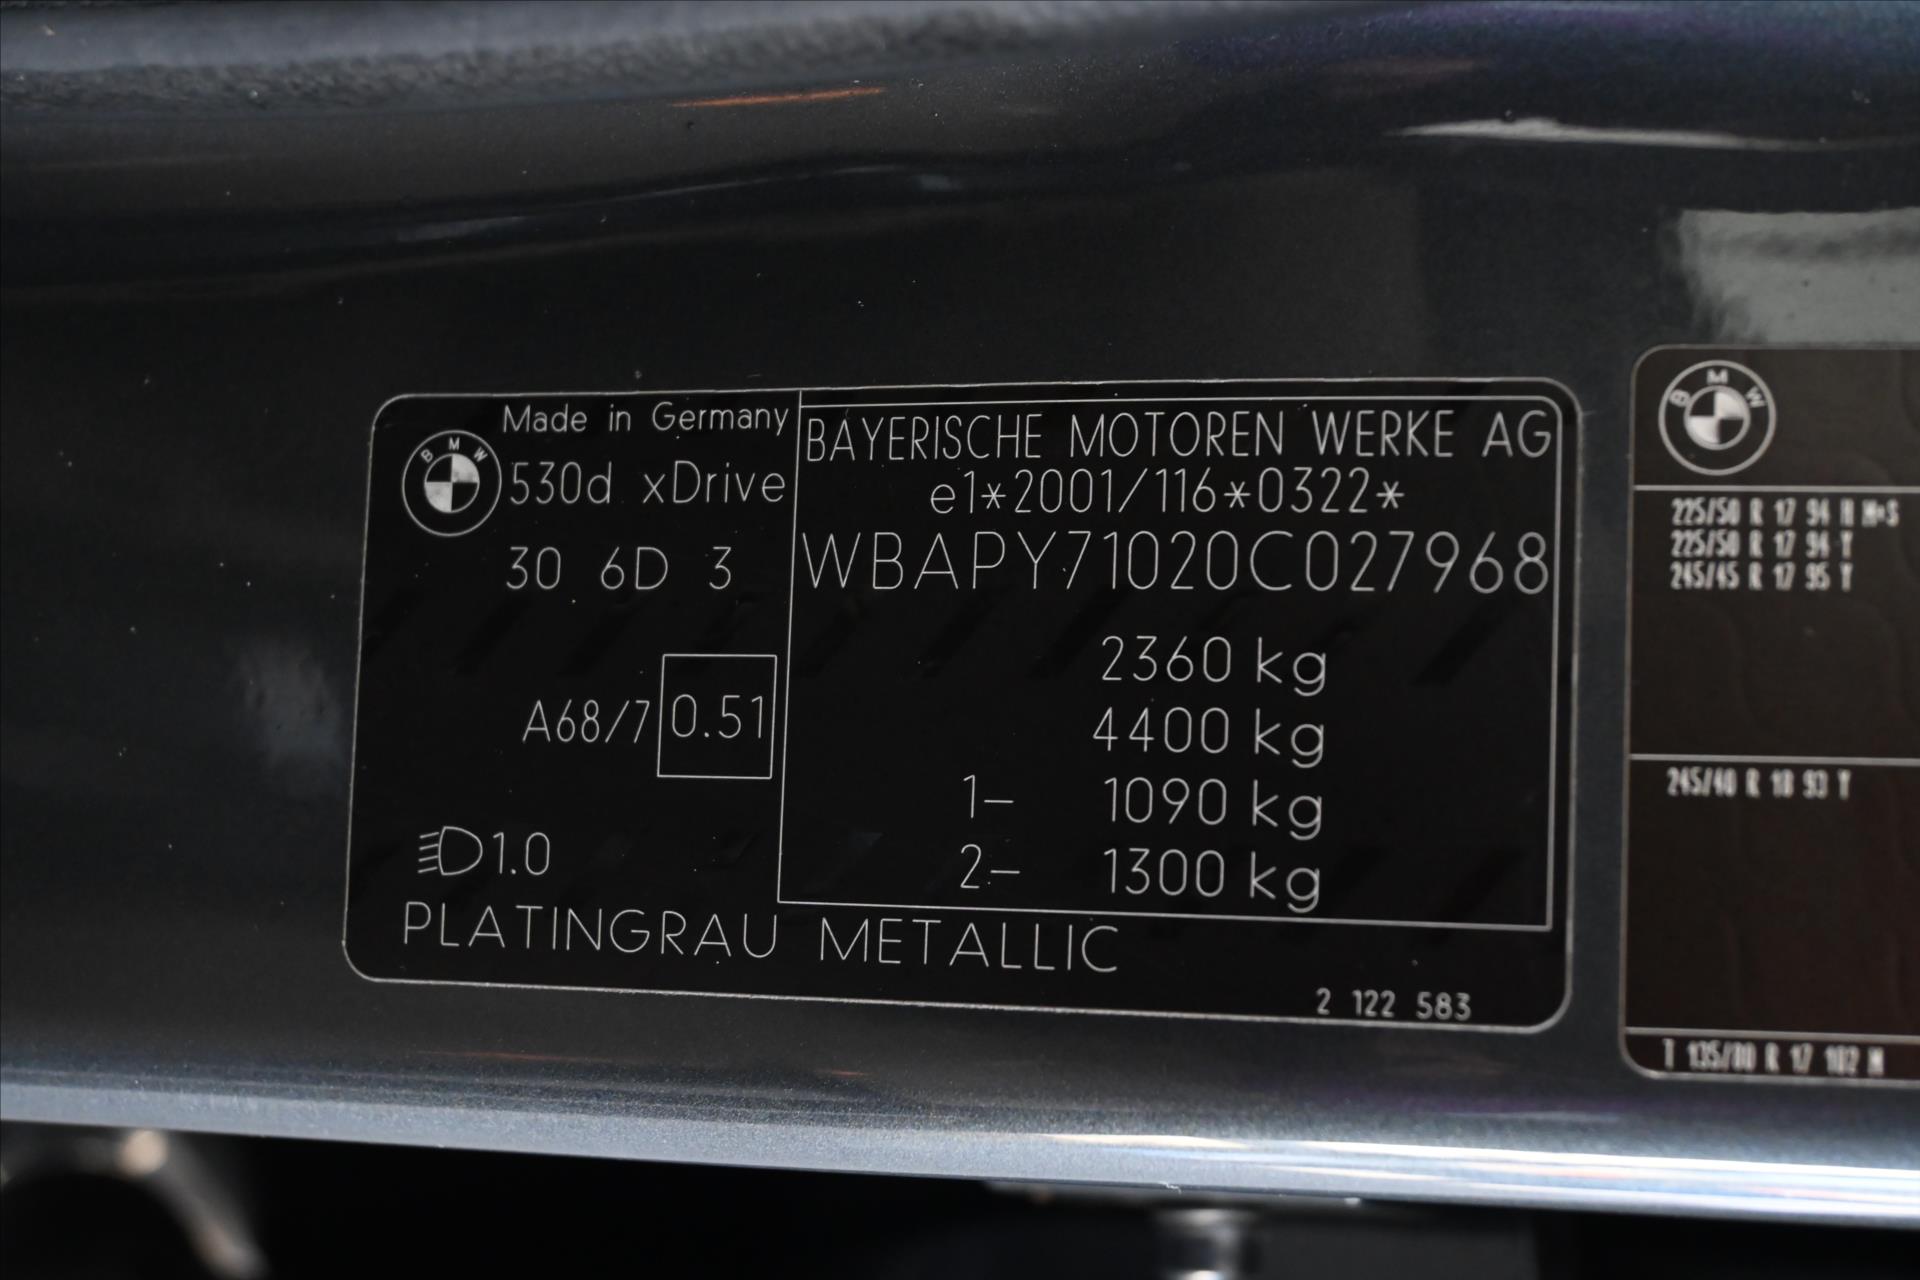 Made in Germany
B M W
530d xDrive
30 6D 3
A68/7 0.51
1.0
PLATINGRAU METALLIC
BAYERISCHE MOTOREN WERKE AG
e1*2001/116*0322*
WBAPY71020C027968
2360 kg
4400 kg
1- 1090 kg
2- 1300 kg
2 122 583
B M W
225/50 R 17 94 H M+S
225/50 R 17 94 Y
245/45 R 17 95 Y
245/40 R 18 93 Y
T 135/80 R 17 102 M